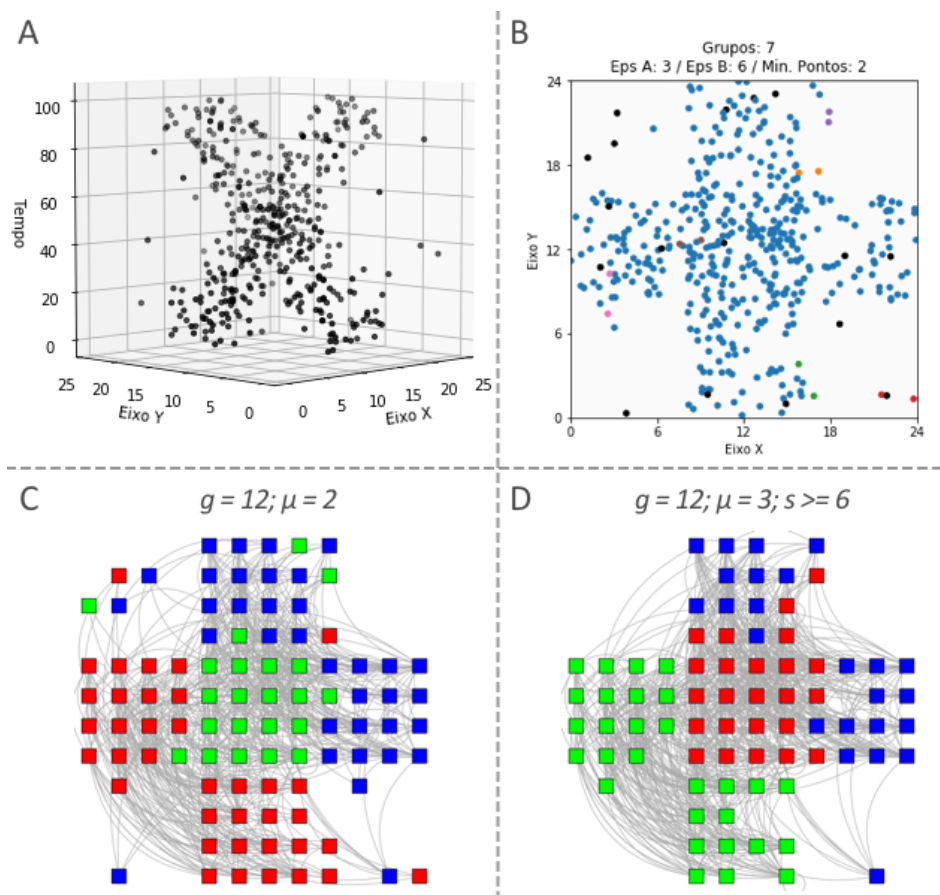 A
100
80
60
40
20
0
Tempo
25
20
15
10
5
0
Eixo Y
0
5
10
15
20
25
Eixo X
B
Grupos: 7
Eps A: 3 / Eps B: 6 / Min. Pontos: 2
24
18
12
6
0
Eixo Y
0
6
12
18
24
Eixo X
C
g = 12; μ = 2
D
g = 12; μ = 3; s >= 6